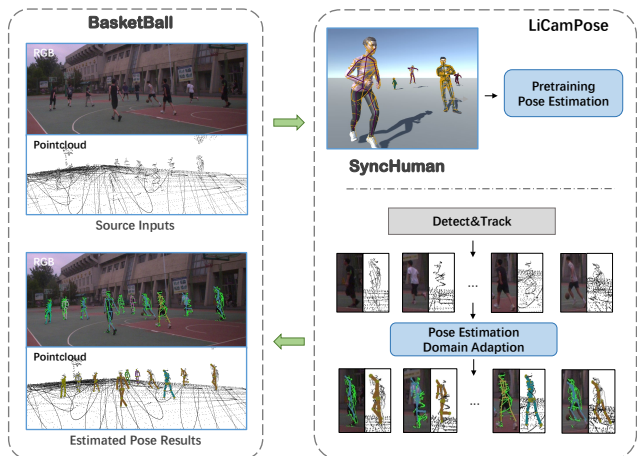 BasketBall
RGB
Pointcloud
Source Inputs
RGB
Pointcloud
Estimated Pose Results
LiCamPose
Pretraining
Pose Estimation
SyncHuman
Detect&Track
...
Pose Estimation
Domain Adaption
...